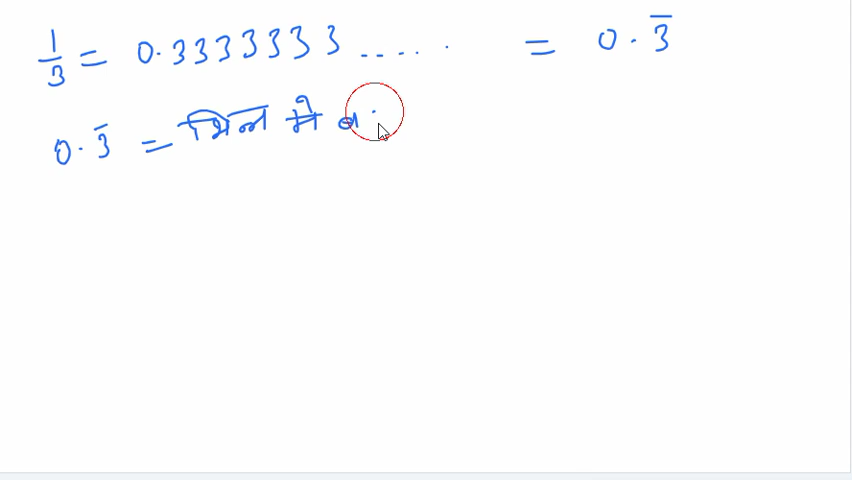 1/3 = 0.3333333..... = 0.3̅
0.3̅ = भिन्न मे